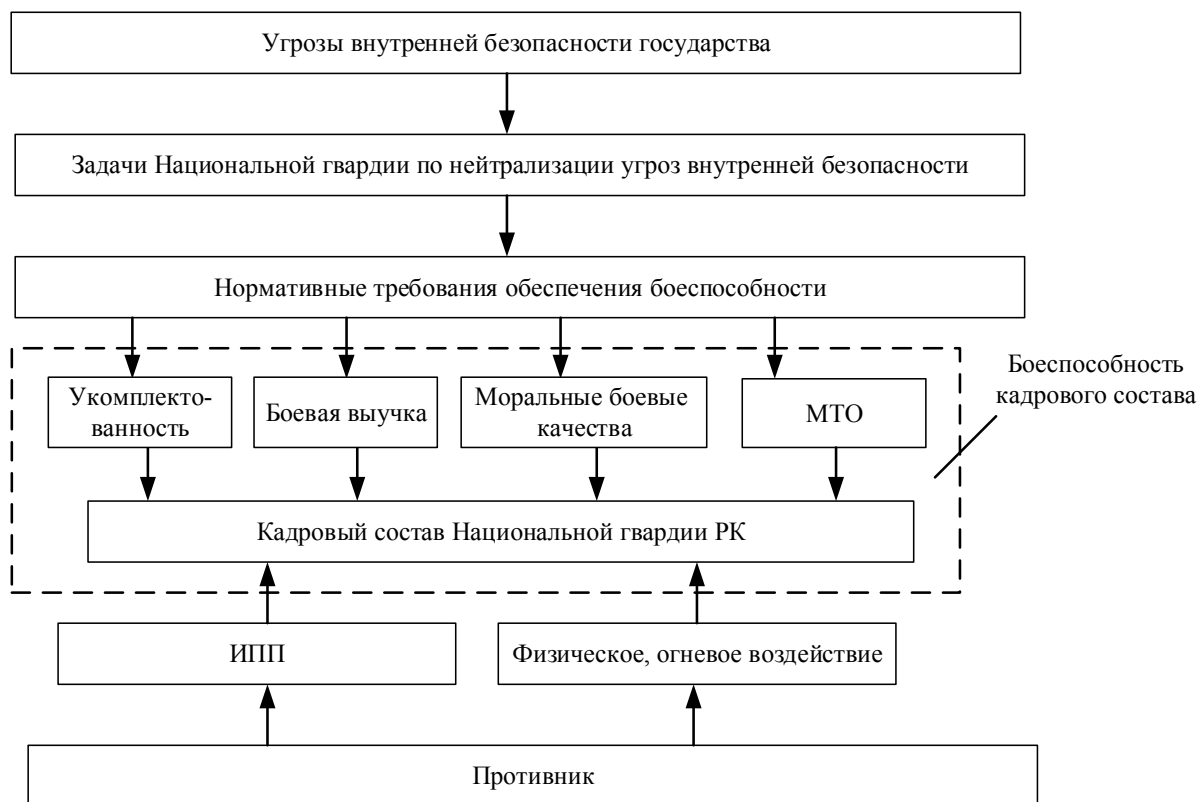 Угрозы внутренней безопасности государства
Задачи Национальной гвардии по нейтрализации угроз внутренней безопасности
Нормативные требования обеспечения боеспособности
Боеспособность
кадрового состава
Укомплекто-
ванность
Боевая выучка
Моральные боевые
качества
МТО
Кадровый состав Национальной гвардии РК
ИПП
Физическое, огневое воздействие
Противник